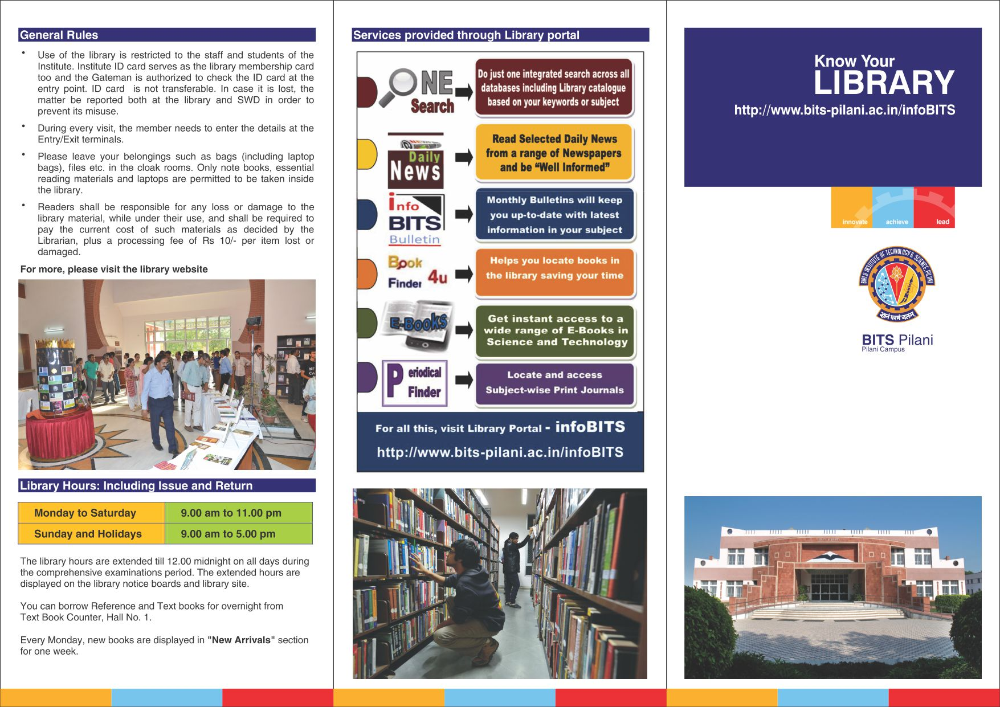 General Rules
• Use of the library is restricted to the staff and students of the
Institute. Institute ID card serves as the library membership card
too and the Gateman is authorized to check the ID card at the
entry point. ID card is not transferable. In case it is lost, the
matter be reported both at the library and SWD in order to
prevent its misuse.
• During every visit, the member needs to enter the details at the
Entry/Exit terminals.
• Please leave your belongings such as bags (including laptop
bags), files etc. in the cloak rooms. Only note books, essential
reading materials and laptops are permitted to be taken inside
the library.
• Readers shall be responsible for any loss or damage to the
library material, while under their use, and shall be required to
pay the current cost of such materials as decided by the
Librarian, plus a processing fee of Rs 10/- per item lost or
damaged.
For more, please visit the library website
Library Hours: Including Issue and Return
Monday to Saturday 9.00 am to 11.00 pm
Sunday and Holidays 9.00 am to 5.00 pm
The library hours are extended till 12.00 midnight on all days during
the comprehensive examinations period. The extended hours are
displayed on the library notice boards and library site.
You can borrow Reference and Text books for overnight from
Text Book Counter, Hall No. 1.
Every Monday, new books are displayed in "New Arrivals" section
for one week.
Services provided through Library portal
ONE
Search
Do just one integrated search across all
databases including Library catalogue
based on your keywords or subject
Daily
News
Read Selected Daily News
from a range of Newspapers
and be “Well Informed”
info
BITS
Bulletin
Monthly Bulletins will keep
you up-to-date with latest
information in your subject
Book
Finder 4u
Helps you locate books in
the library saving your time
E-Books
Get instant access to a
wide range of E-Books in
Science and Technology
Periodical
Finder
Locate and access
Subject-wise Print Journals
For all this, visit Library Portal - infoBITS
http://www.bits-pilani.ac.in/infoBITS
Know Your
LIBRARY
http://www.bits-pilani.ac.in/infoBITS
innovate achieve lead
BIRLA INSTITUTE OF TECHNOLOGY & SCIENCE, PILANI
ज्ञानं परमं बलम्
BITS Pilani
Pilani Campus
BITS LIBRARY